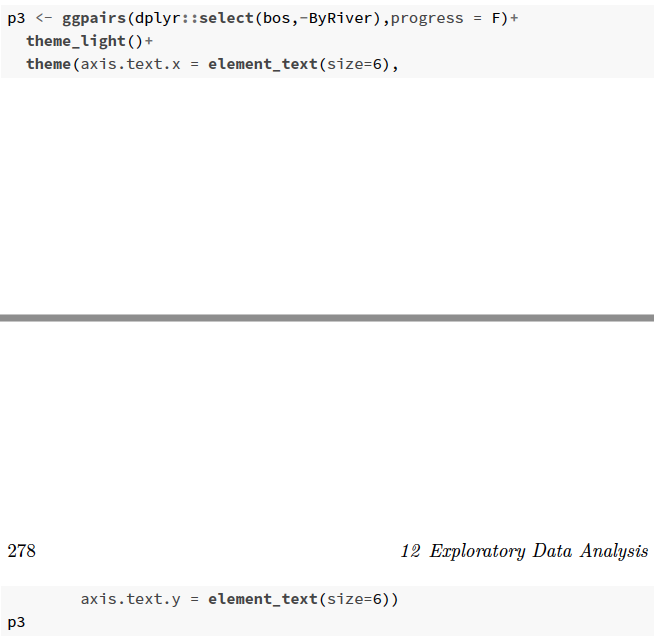 p3 <- ggpairs(dplyr::select(bos,-ByRiver),progress = F)+
  theme_light()+
  theme(axis.text.x = element_text(size=6),
278 12 Exploratory Data Analysis
        axis.text.y = element_text(size=6))
p3